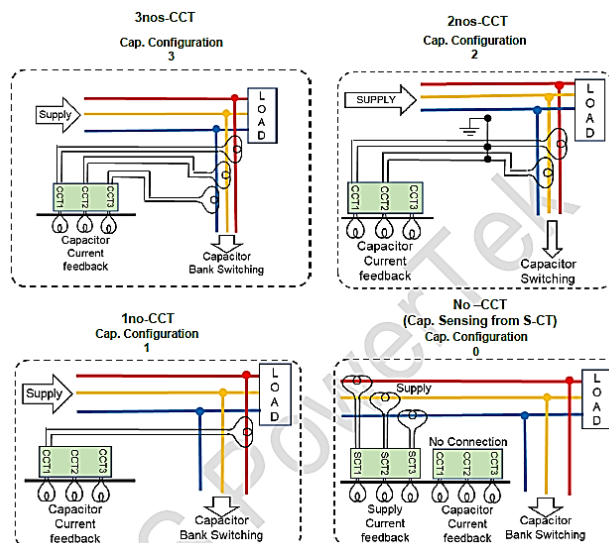 3nos-CCT
Cap. Configuration
3
Supply
L
O
A
D
CCT1
CCT2
CCT3
Capacitor
Current
feedback
Capacitor
Bank Switching
2nos-CCT
Cap. Configuration
2
SUPPLY
L
O
A
D
CCT1
CCT2
CCT3
Capacitor
Current
feedback
Capacitor
Switching
1no-CCT
Cap. Configuration
1
Supply
L
O
A
D
CCT1
CCT2
CCT3
Capacitor
Current
feedback
Capacitor
Bank Switching
No –CCT
(Cap. Sensing from S-CT)
Cap. Configuration
0
Supply
L
O
A
D
No Connection
SCT1
SCT2
SCT3
CCT1
CCT2
CCT3
Supply
Current
feedback
Capacitor
Current feedback
Capacitor
Bank Switching
PowerTek